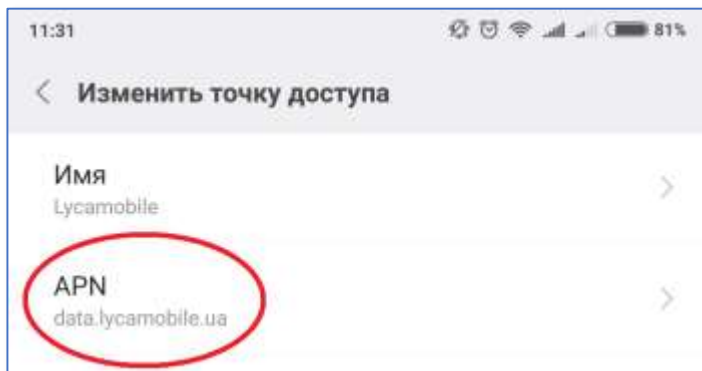 11:31
81%
Изменить точку доступа
Имя
Lycamobile
APN
data.lycamobile.ua